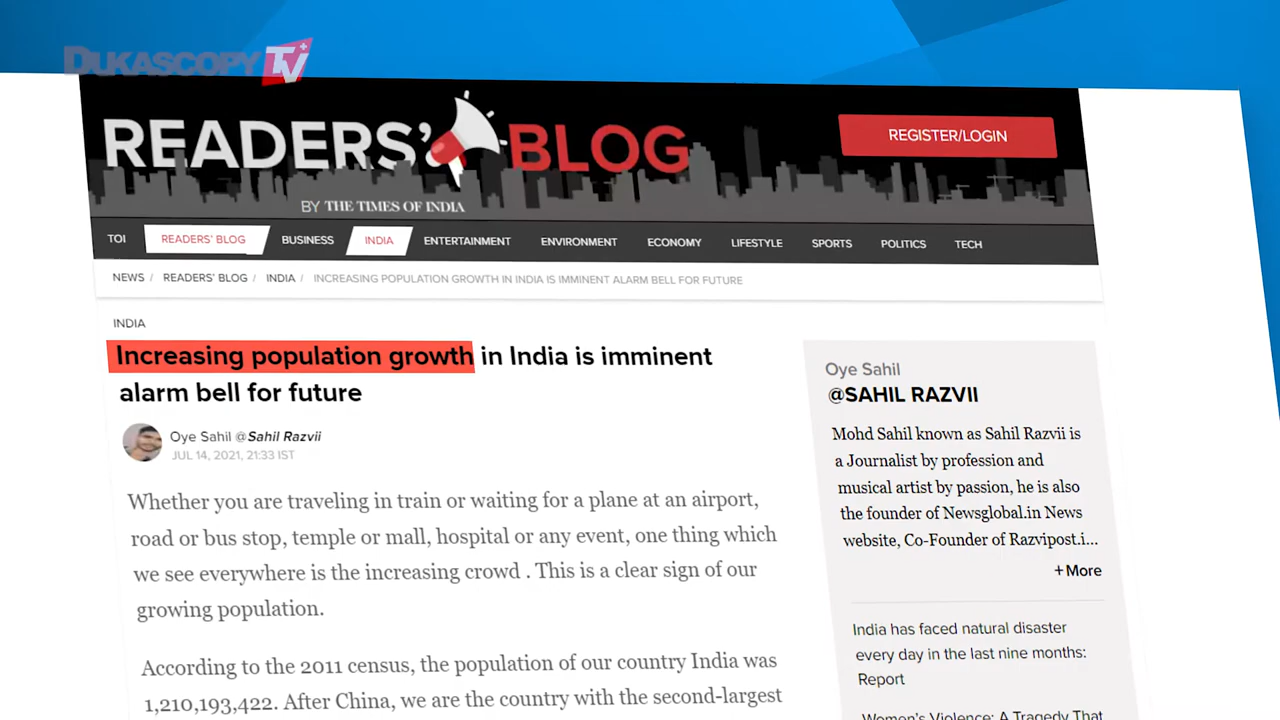 DUKASCOPY TV
READERS' BLOG
BY THE TIMES OF INDIA
REGISTER/LOGIN
TOI READERS' BLOG BUSINESS INDIA ENTERTAINMENT ENVIRONMENT ECONOMY LIFESTYLE SPORTS POLITICS TECH
NEWS / READERS' BLOG / INDIA / INCREASING POPULATION GROWTH IN INDIA IS IMMINENT ALARM BELL FOR FUTURE
INDIA
Increasing population growth in India is imminent
alarm bell for future
Oye Sahil @Sahil Razvii
JUL 14, 2021, 21:33 IST
Whether you are traveling in train or waiting for a plane at an airport,
road or bus stop, temple or mall, hospital or any event, one thing which
we see everywhere is the increasing crowd . This is a clear sign of our
growing population.
According to the 2011 census, the population of our country India was
1,210,193,422. After China, we are the country with the second-largest
Oye Sahil
@SAHIL RAZVII
Mohd Sahil known as Sahil Razvii is
a Journalist by profession and
musical artist by passion, he is also
the founder of Newsglobal.in News
website, Co-Founder of Razvipost.i...
+More
India has faced natural disaster
every day in the last nine months:
Report
Women's Violence: A Tragedy That